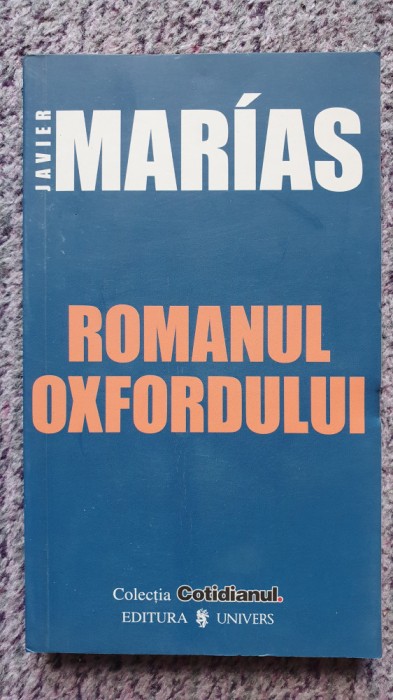 JAVIER
MARÍAS
ROMANUL
OXFORDULUI
Colecția Cotidianul.
EDITURA UNIVERS